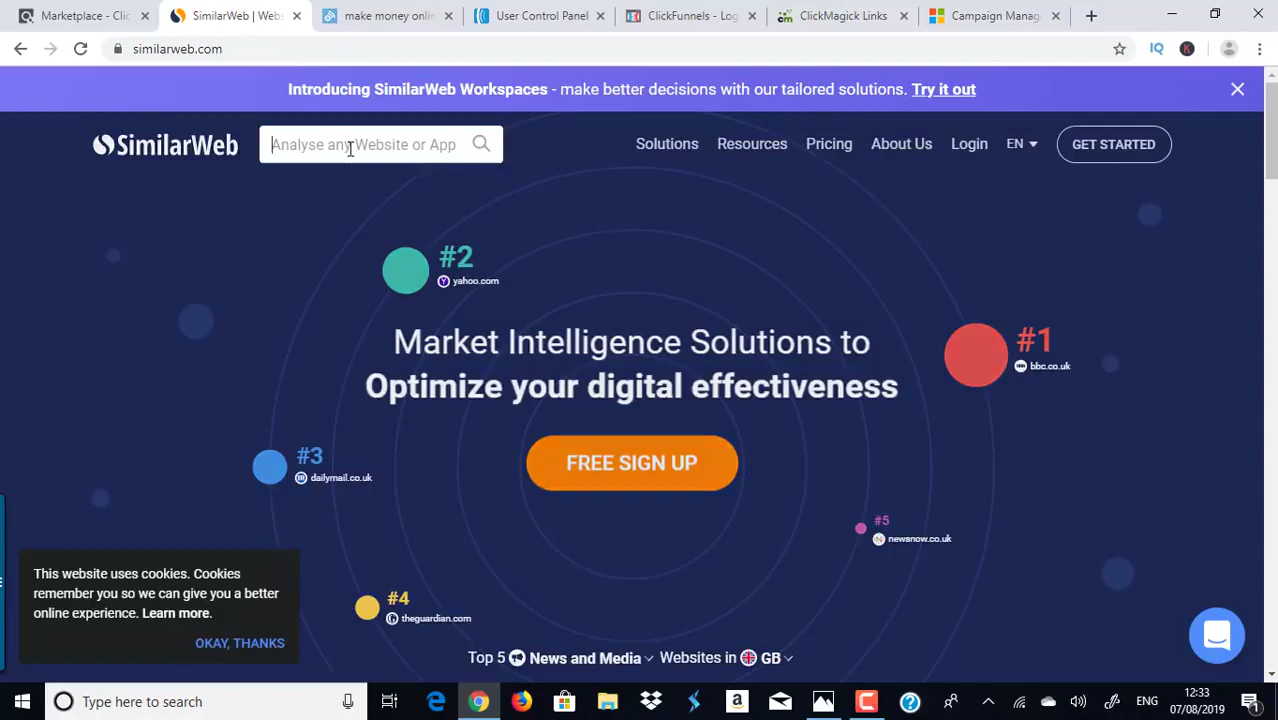 Marketplace - Clic
SimilarWeb | Webs
make money onlin
User Control Panel
ClickFunnels - Log
ClickMagick Links
Campaign Manag
similarweb.com
Introducing SimilarWeb Workspaces - make better decisions with our tailored solutions. Try it out
SimilarWeb
Analyse any Website or App
Solutions
Resources
Pricing
About Us
Login
EN
GET STARTED
#2
yahoo.com
#1
bbc.co.uk
Market Intelligence Solutions to
Optimize your digital effectiveness
#3
dailymail.co.uk
FREE SIGN UP
#5
newsnow.co.uk
This website uses cookies. Cookies
remember you so we can give you a better
online experience. Learn more.
OKAY, THANKS
#4
theguardian.com
Top 5 News and Media Websites in GB
Type here to search
ENG
12:33
07/08/2019